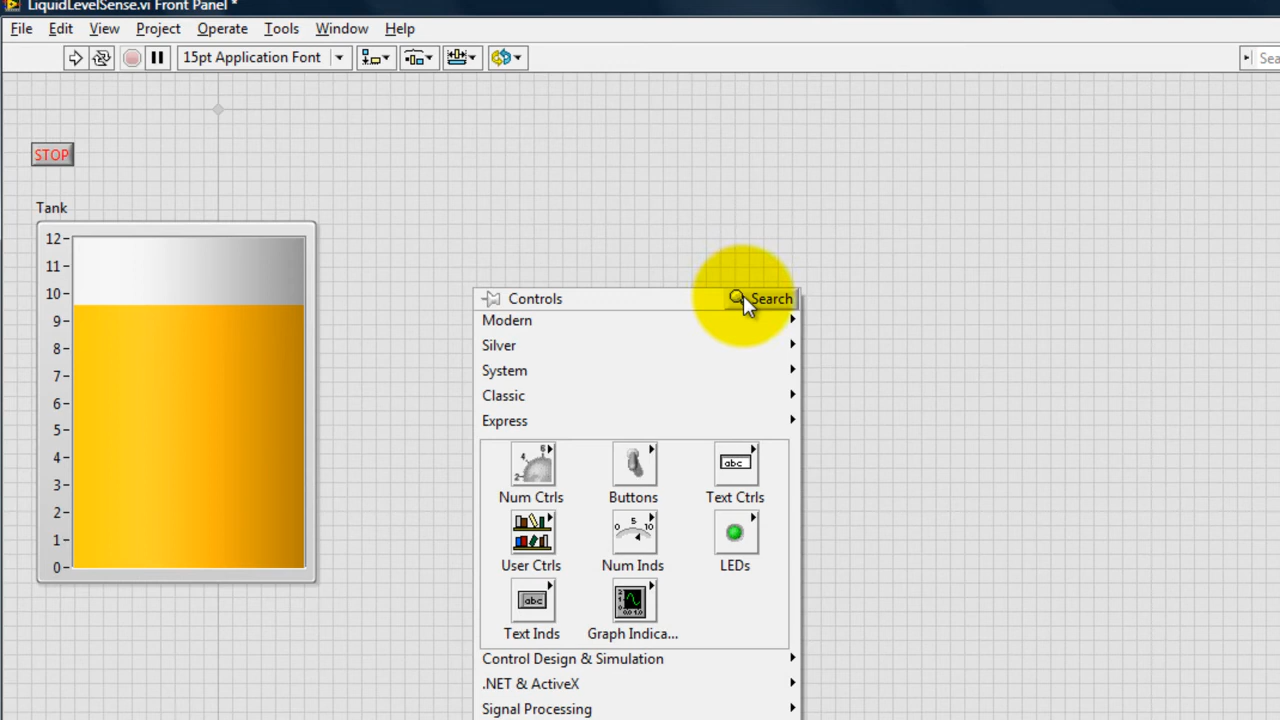 LiquidLevelSense.vi Front Panel *
File Edit View Project Operate Tools Window Help
15pt Application Font
Sea
STOP
Tank
12
11
10
9
8
7
6
5
4
3
2
1
0
Controls Search
Modern
Silver
System
Classic
Express
Num Ctrls Buttons Text Ctrls
User Ctrls Num Inds LEDs
Text Inds Graph Indica...
Control Design & Simulation
.NET & ActiveX
Signal Processing